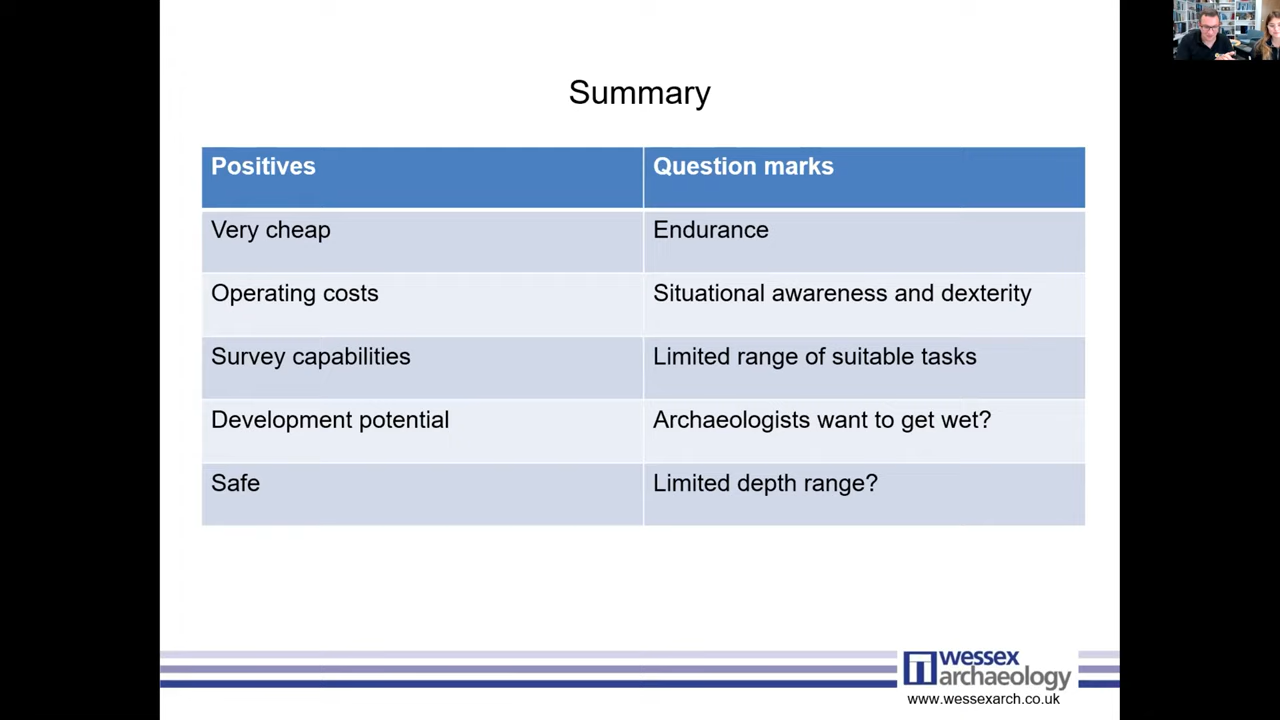 Summary
Positives Question marks
Very cheap Endurance
Operating costs Situational awareness and dexterity
Survey capabilities Limited range of suitable tasks
Development potential Archaeologists want to get wet?
Safe Limited depth range?
wessex
archaeology
www.wessexarch.co.uk